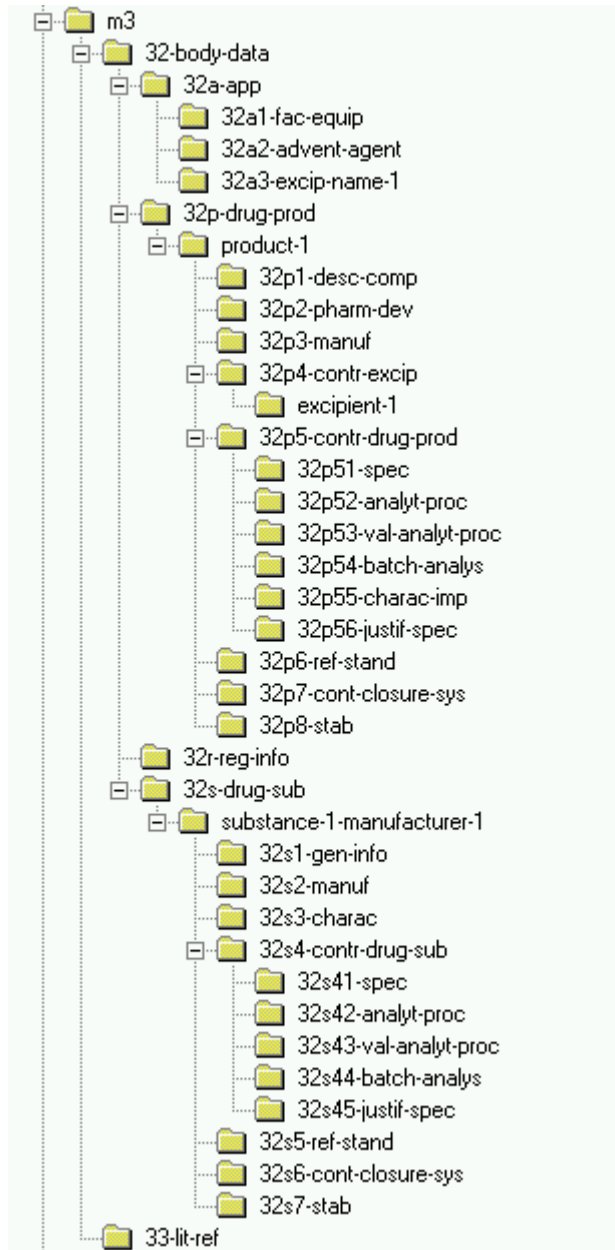 m3
32-body-data
32a-app
32a1-fac-equip
32a2-advent-agent
32a3-excip-name-1
32p-drug-prod
product-1
32p1-desc-comp
32p2-pharm-dev
32p3-manuf
32p4-contr-excip
excipient-1
32p5-contr-drug-prod
32p51-spec
32p52-analyt-proc
32p53-val-analyt-proc
32p54-batch-analys
32p55-charac-imp
32p56-justif-spec
32p6-ref-stand
32p7-cont-closure-sys
32p8-stab
32r-reg-info
32s-drug-sub
substance-1-manufacturer-1
32s1-gen-info
32s2-manuf
32s3-charac
32s4-contr-drug-sub
32s41-spec
32s42-analyt-proc
32s43-val-analyt-proc
32s44-batch-analys
32s45-justif-spec
32s5-ref-stand
32s6-cont-closure-sys
32s7-stab
33-lit-ref